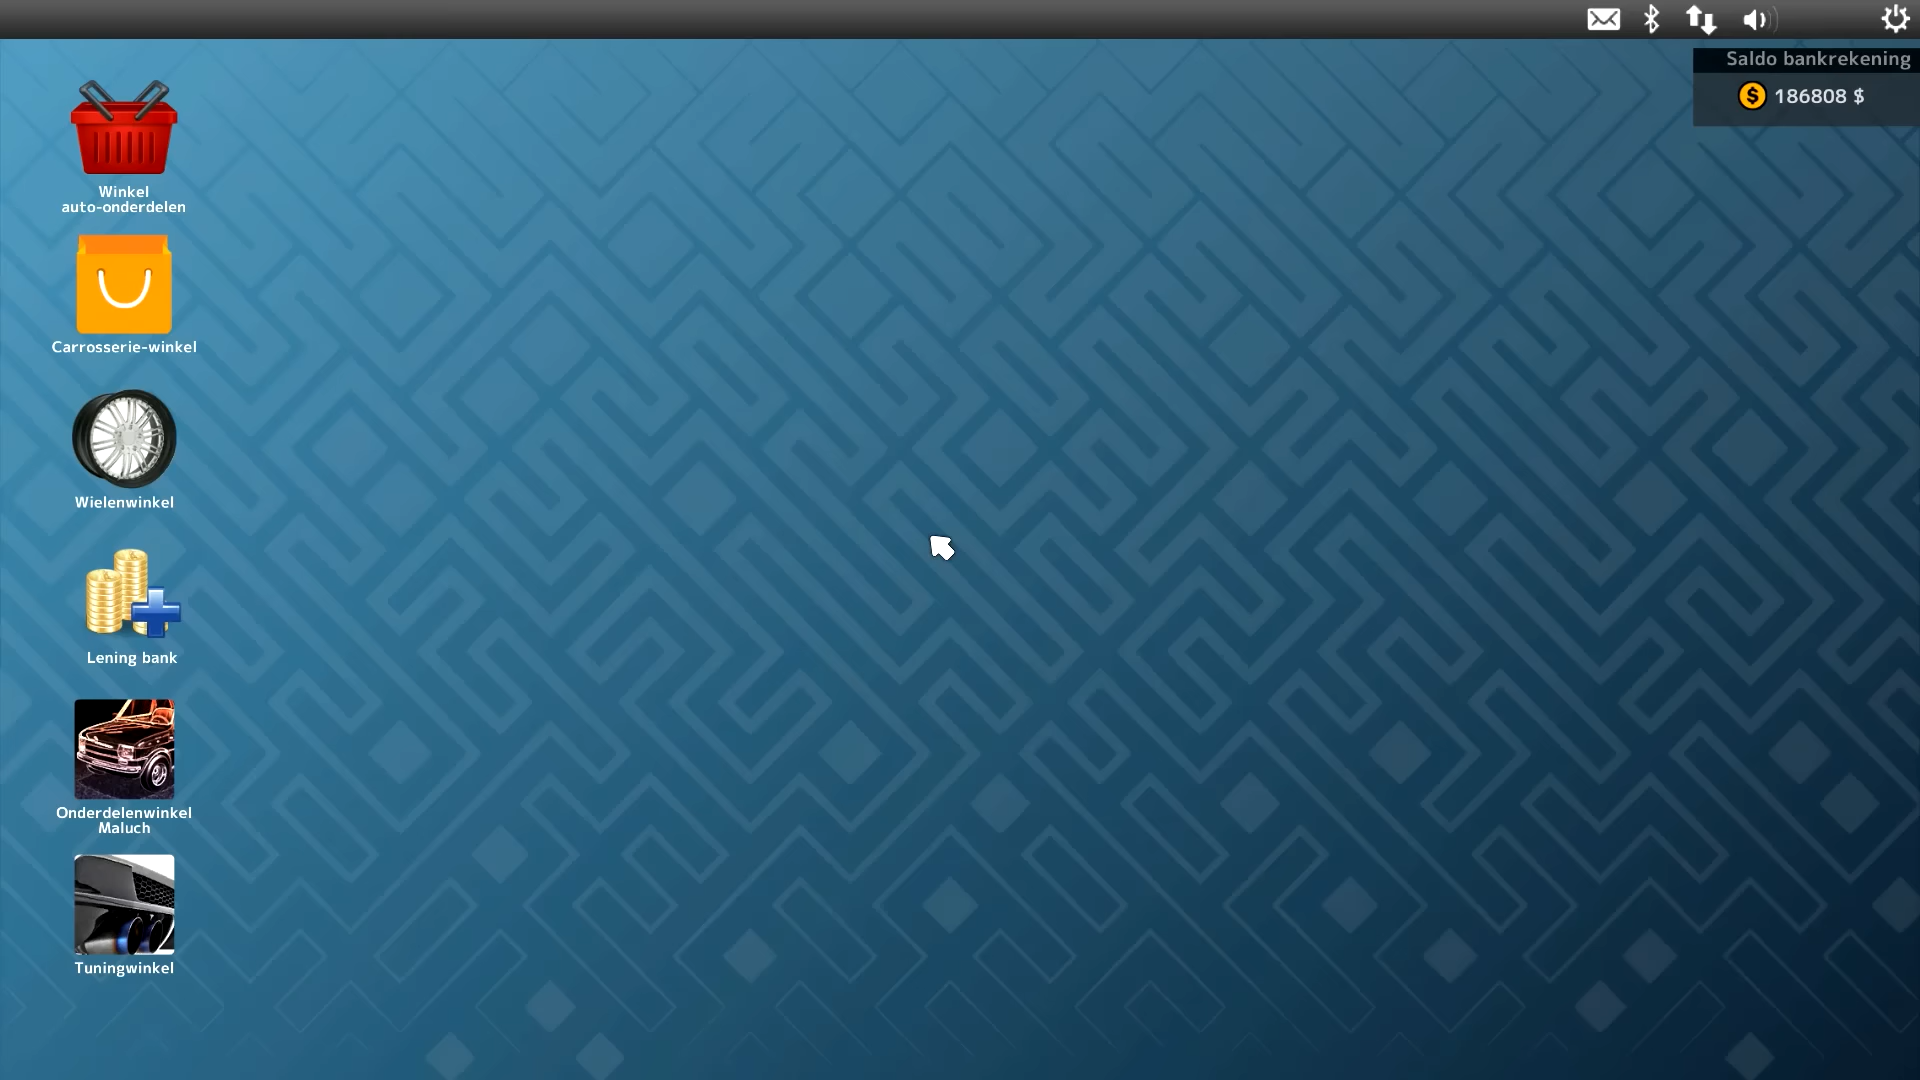 Saldo bankrekening
186808 $
Winkel
auto-onderdelen
Carrosserie-winkel
Wielenwinkel
Lening bank
Onderdelenwinkel
Maluch
Tuningwinkel